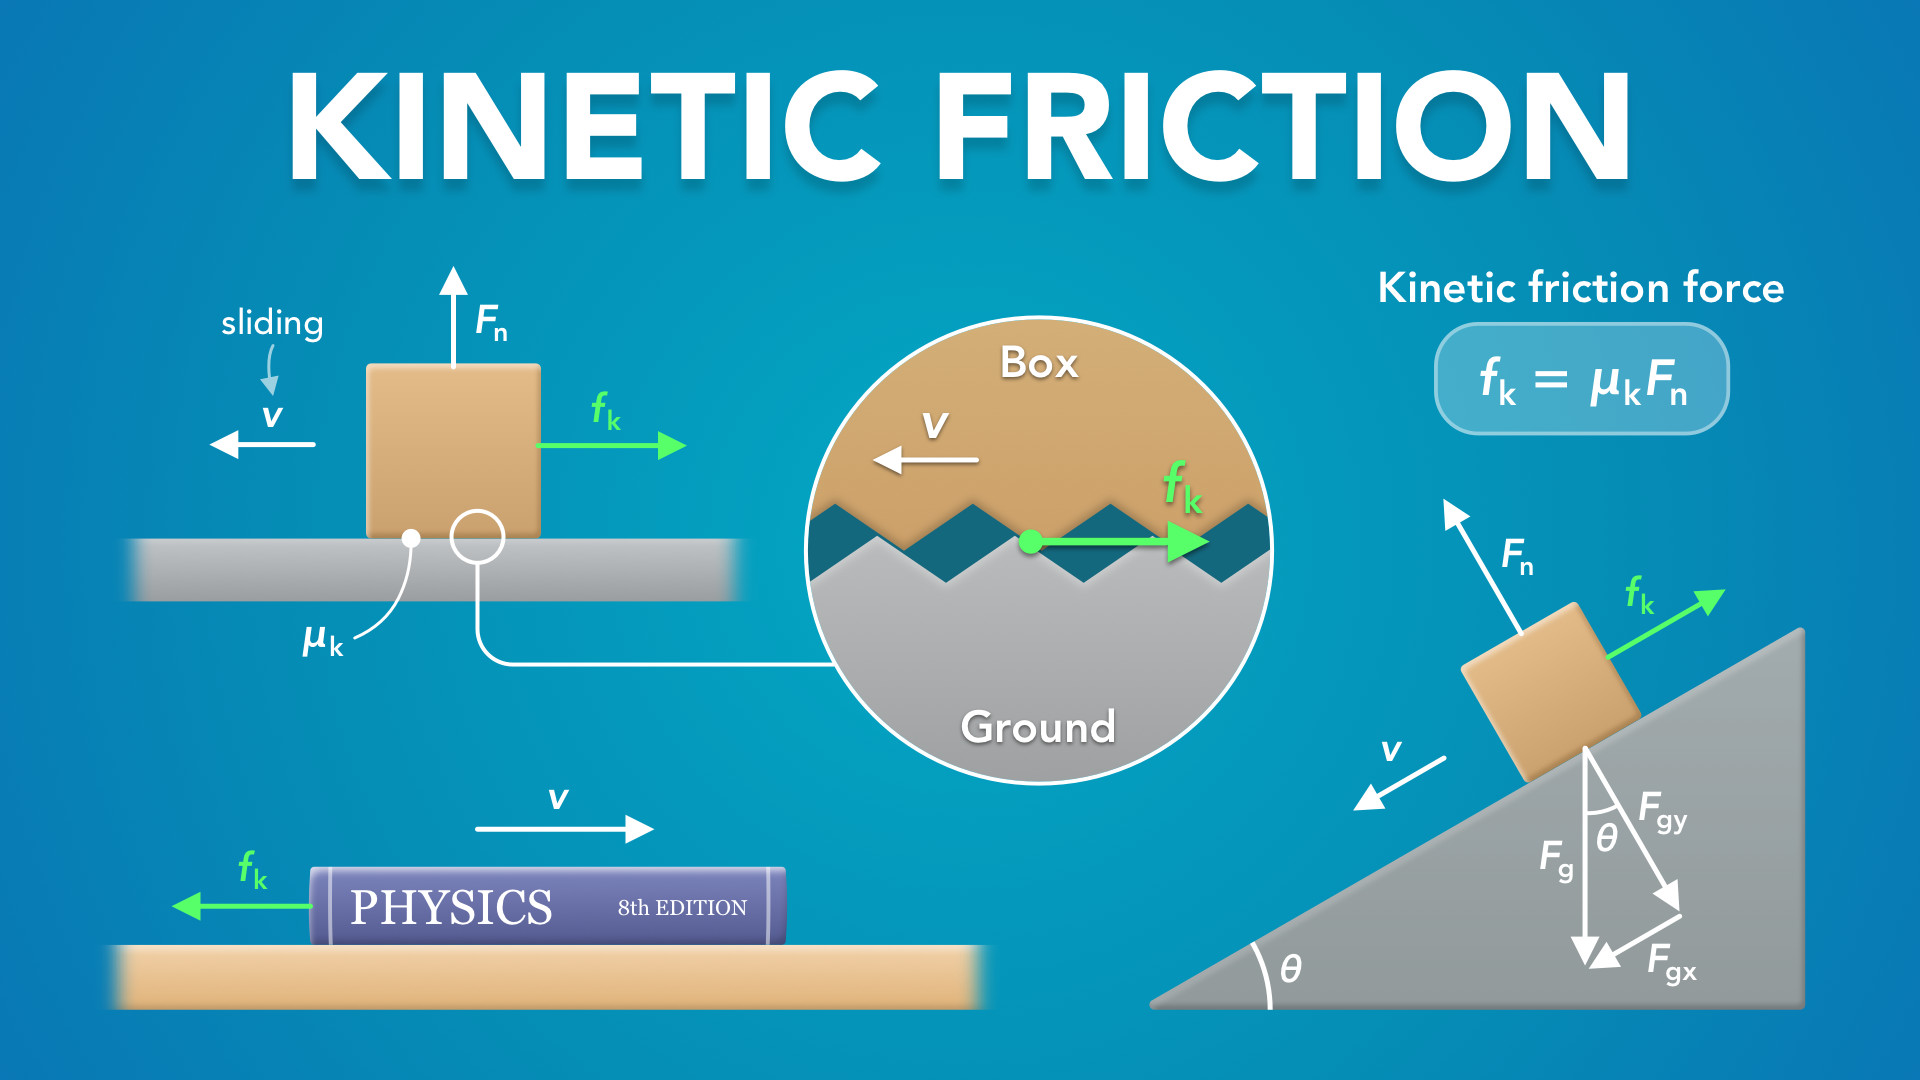 KINETIC FRICTION
sliding
v
Fn
fk
μk
Box
v
fk
Ground
Kinetic friction force
fk = μkFn
Fn
fk
v
Fg
θ
Fgy
Fgx
θ
v
fk
PHYSICS 8th EDITION